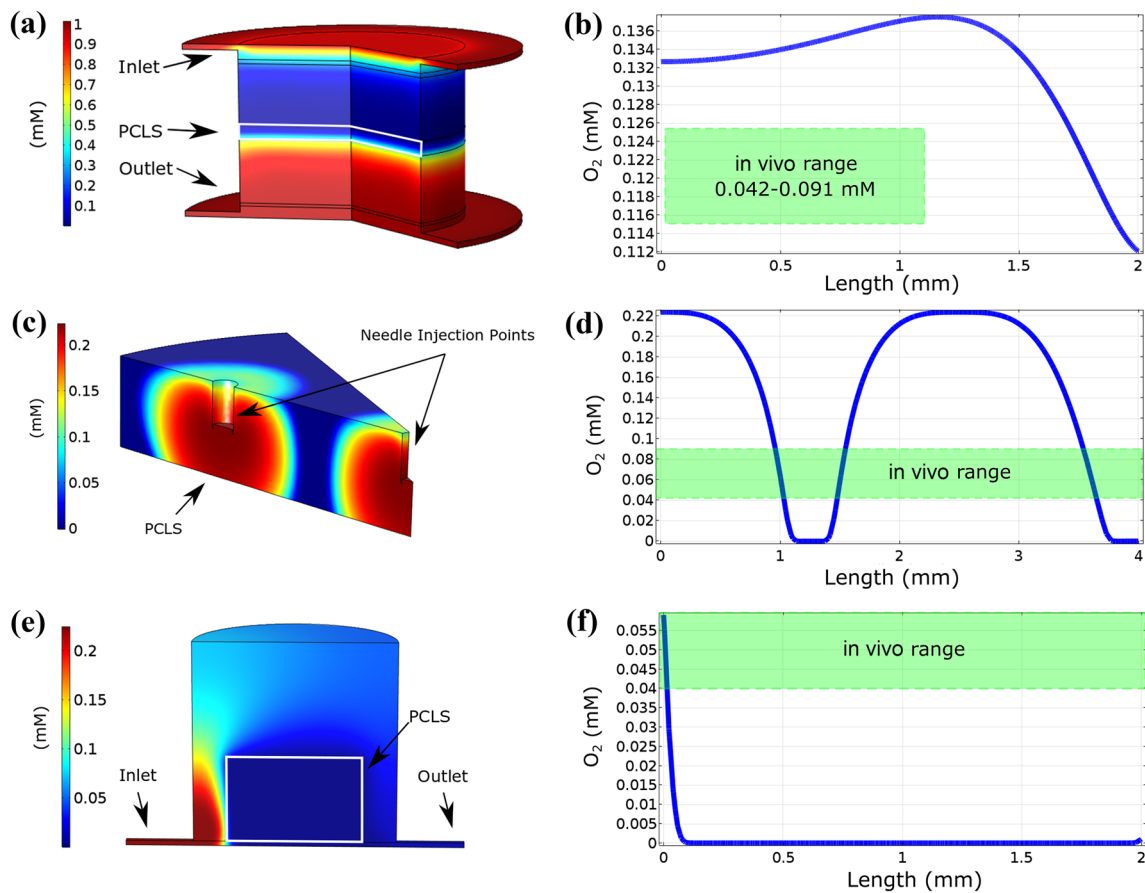 (a)
1
0.9
0.8
0.7
0.6
0.5
0.4
0.3
0.2
0.1
(mM)
Inlet
PCLS
Outlet
(b)
0.136
0.134
0.132
0.13
0.128
0.126
0.124
0.122
0.12
0.118
0.116
0.114
0.112
O₂ (mM)
in vivo range
0.042-0.091 mM
0
0.5
1
1.5
2
Length (mm)
(c)
0.2
0.15
0.1
0.05
0
(mM)
Needle Injection Points
PCLS
(d)
0.22
0.2
0.18
0.16
0.14
0.12
0.1
0.08
0.06
0.04
0.02
0
O₂ (mM)
in vivo range
0
1
2
3
4
Length (mm)
(e)
0.2
0.15
0.1
0.05
(mM)
PCLS
Inlet
Outlet
(f)
0.055
0.05
0.045
0.04
0.035
0.03
0.025
0.02
0.015
0.01
0.005
0
O₂ (mM)
in vivo range
0
0.5
1
1.5
2
Length (mm)